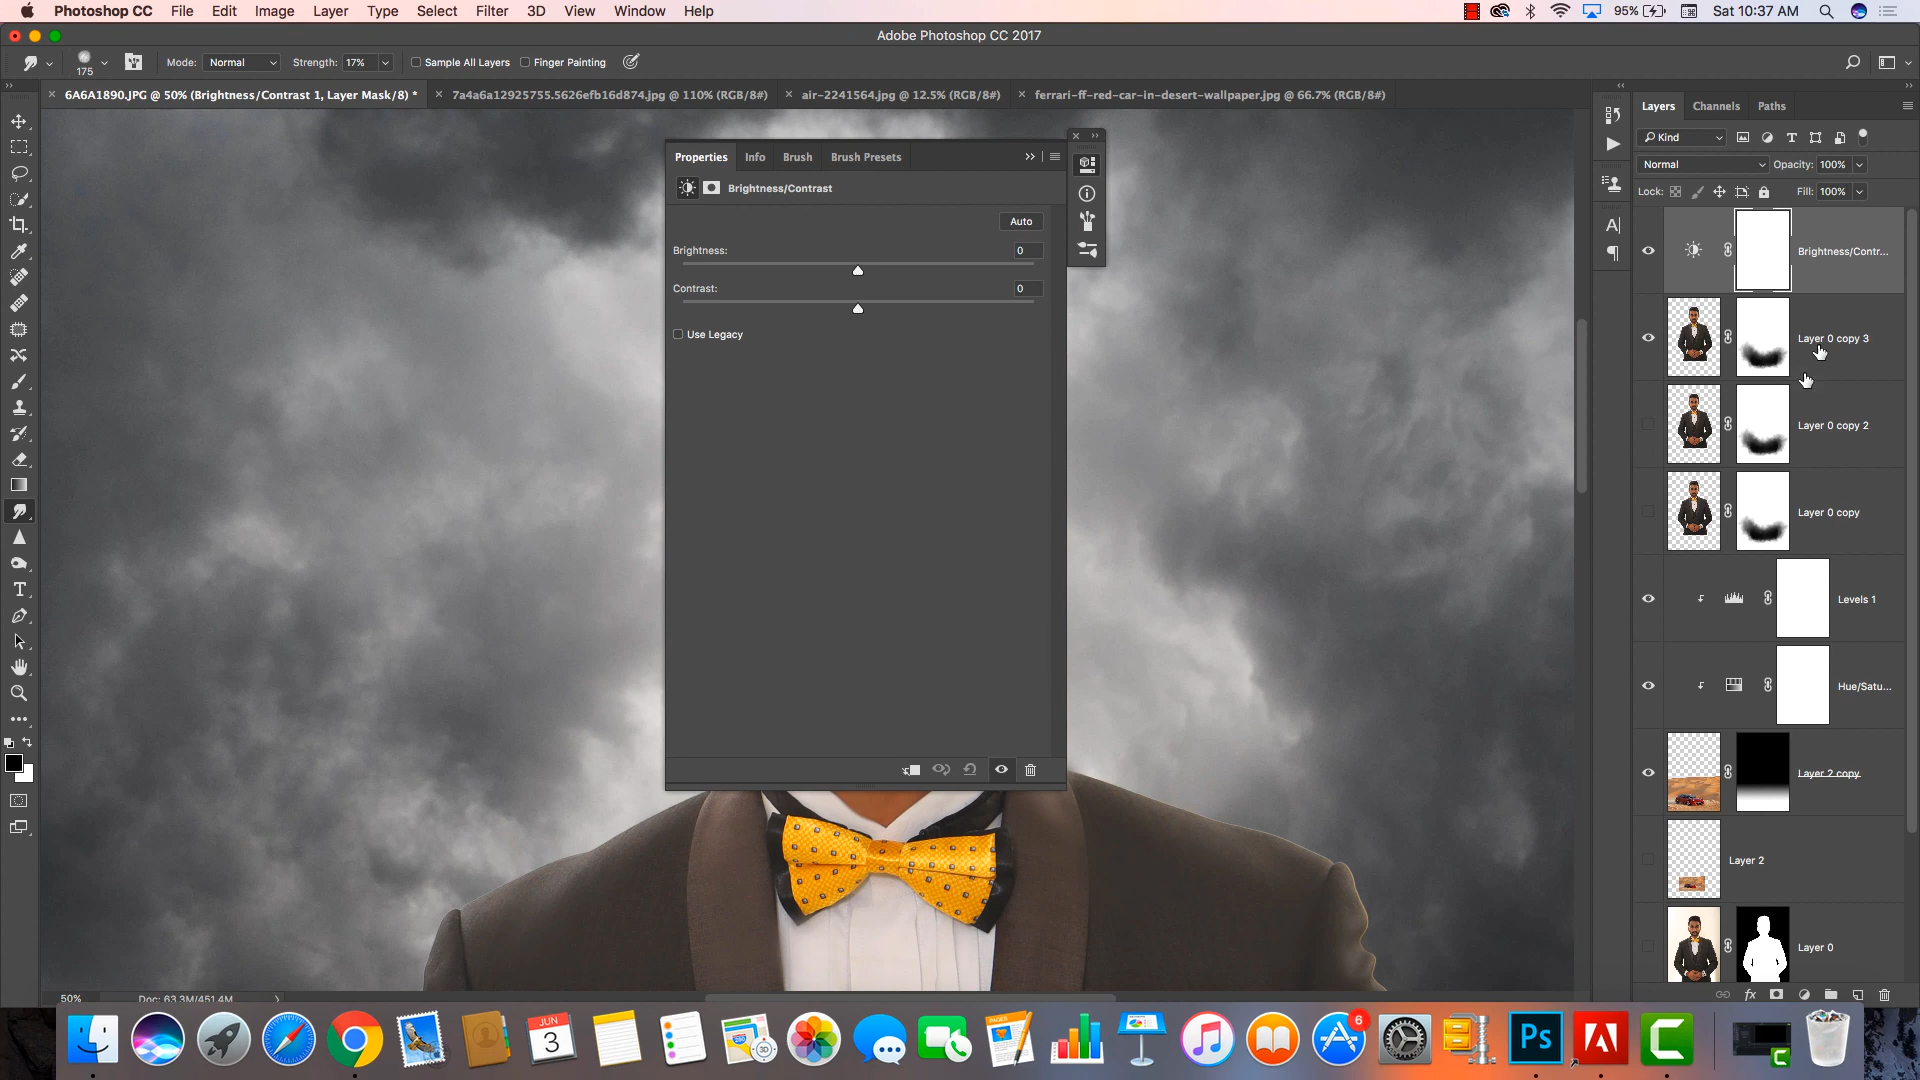 Photoshop CC File Edit Image Layer Type Select Filter 3D View Window Help 95% Sat 10:37 AM
Adobe Photoshop CC 2017
175 Mode: Normal Strength: 17% Sample All Layers Finger Painting
6A6A1890.JPG @ 50% (Brightness/Contrast 1, Layer Mask/8) * 7a4a6a12925755.5626efb16d874.jpg @ 110% (RGB/8#) air-2241564.jpg @ 12.5% (RGB/8#) ferrari-ff-red-car-in-desert-wallpaper.jpg @ 66.7% (RGB/8#)
Layers Channels Paths
Kind
Normal Opacity: 100%
Lock: Fill: 100%
Properties Info Brush Brush Presets
Brightness/Contrast
Auto
Brightness: 0
Contrast: 0
Use Legacy
Brightness/Contr...
Layer 0 copy 3
Layer 0 copy 2
Layer 0 copy
Levels 1
Hue/Satu...
Layer 2 copy
Layer 2
Layer 0
fx
50% Doc: 63.3M/451.4M
JUN
3
6
Ps